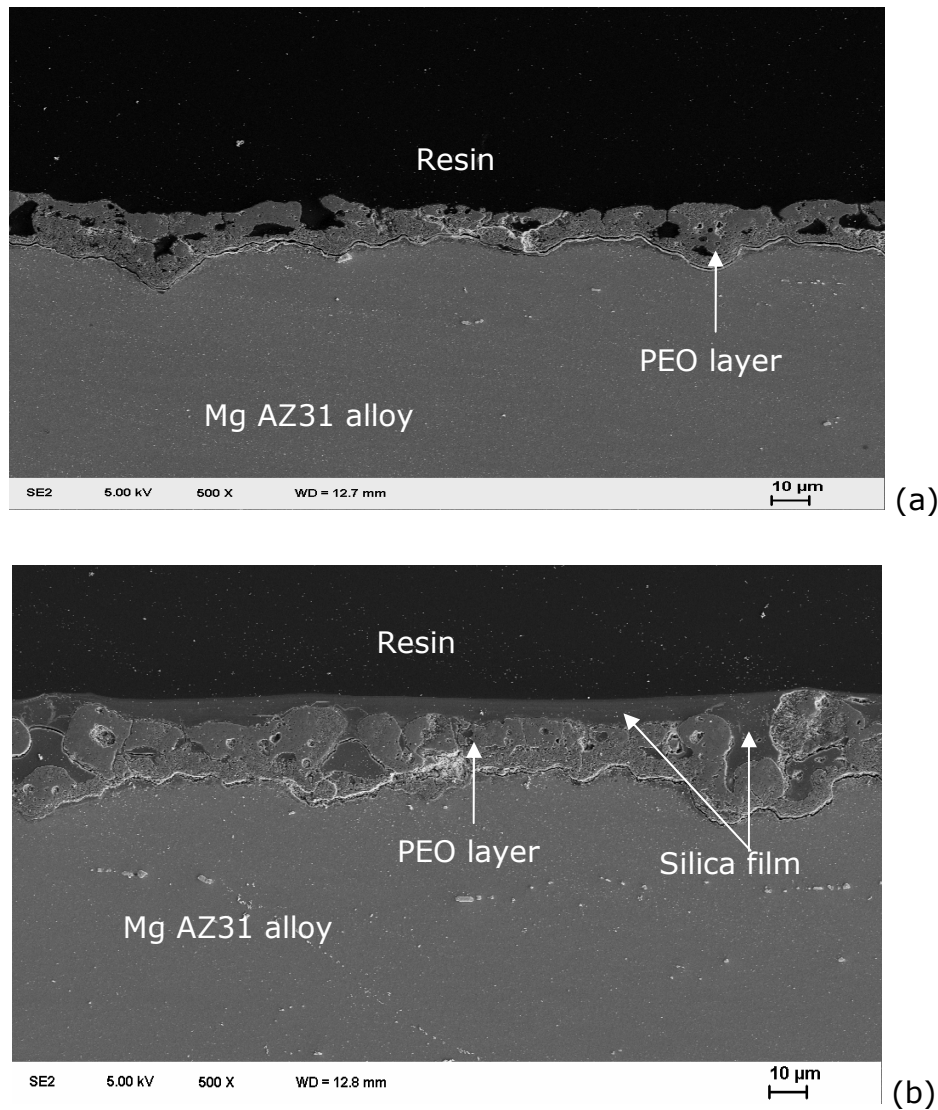 Resin
PEO layer
Mg AZ31 alloy
SE2 5.00 kV 500 X WD = 12.7 mm 10 µm
(a)
Resin
PEO layer
Silica film
Mg AZ31 alloy
SE2 5.00 kV 500 X WD = 12.8 mm 10 µm
(b)